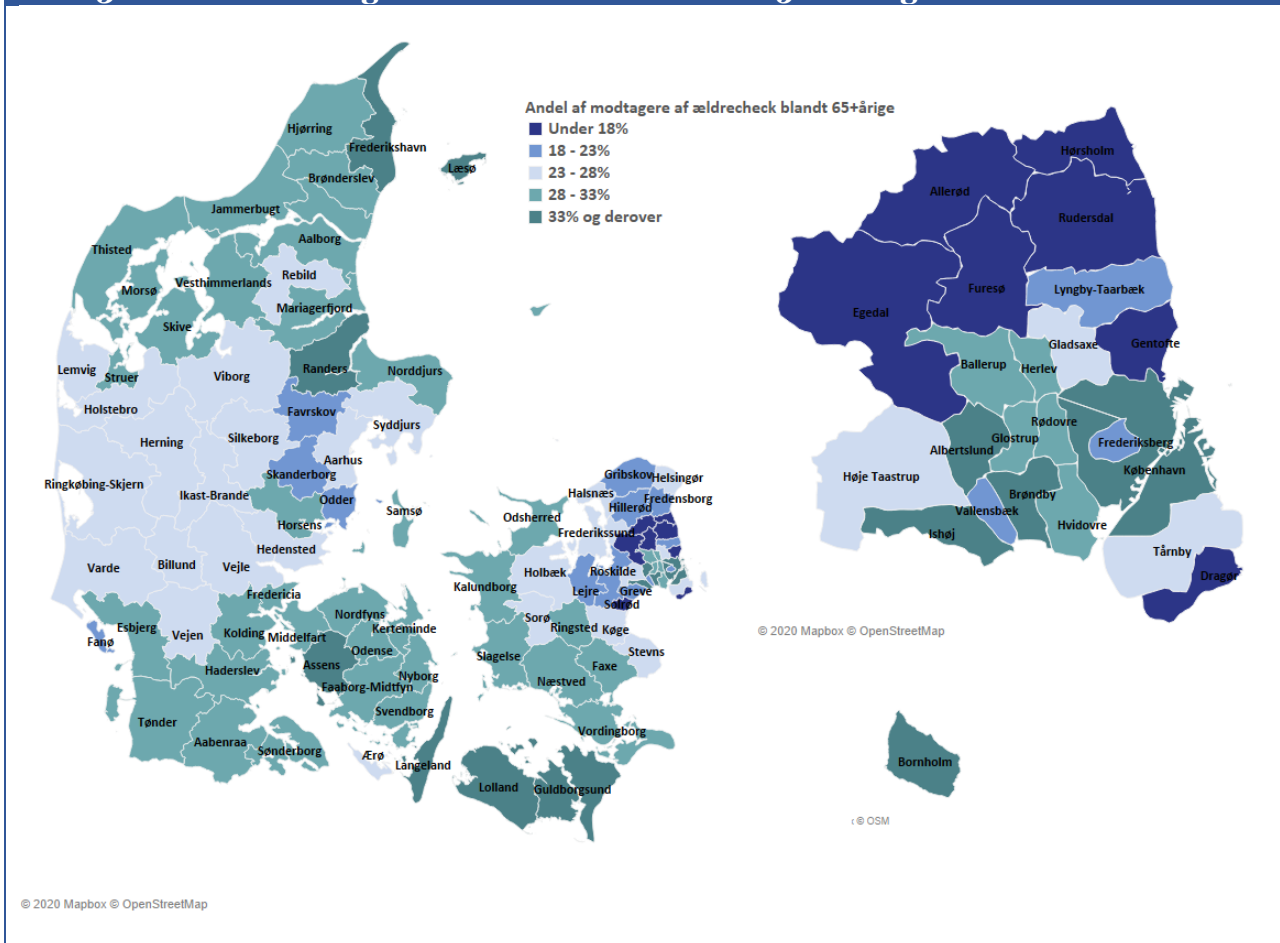 Andel af modtagere af ældrecheck blandt 65+årige
Under 18%
18 - 23%
23 - 28%
28 - 33%
33% og derover
Hjørring
Frederikshavn
Læsø
Brønderslev
Jammerbugt
Aalborg
Thisted
Rebild
Vesthimmerlands
Morsø
Mariagerfjord
Skive
Lemvig
Struer
Viborg
Randers
Norddjurs
Holstebro
Favrskov
Syddjurs
Herning
Silkeborg
Aarhus
Skanderborg
Ringkøbing-Skjern
Ikast-Brande
Odder
Samsø
Horsens
Hedensted
Varde
Billund
Vejle
Fredericia
Esbjerg
Fanø
Vejen
Kolding
Middelfart
Nordfyns
Kerteminde
Odense
Assens
Haderslev
Nyborg
Faaborg-Midtfyn
Svendborg
Tønder
Aabenraa
Sønderborg
Ærø
Langeland
Gribskov
Helsingør
Halsnæs
Fredensborg
Hillerød
Odsherred
Frederikssund
Holbæk
Roskilde
Kalundborg
Lejre
Greve
Solrød
Sorø
Ringsted
Køge
Stevns
Slagelse
Faxe
Næstved
Vordingborg
Lolland
Guldborgsund
Hørsholm
Allerød
Rudersdal
Furesø
Lyngby-Taarbæk
Egedal
Gladsaxe
Gentofte
Ballerup
Herlev
Rødovre
Glostrup
Frederiksberg
Albertslund
København
Høje Taastrup
Brøndby
Vallensbæk
Hvidovre
Ishøj
Tårnby
Dragør
© 2020 Mapbox © OpenStreetMap
Bornholm
© OSM
© 2020 Mapbox © OpenStreetMap